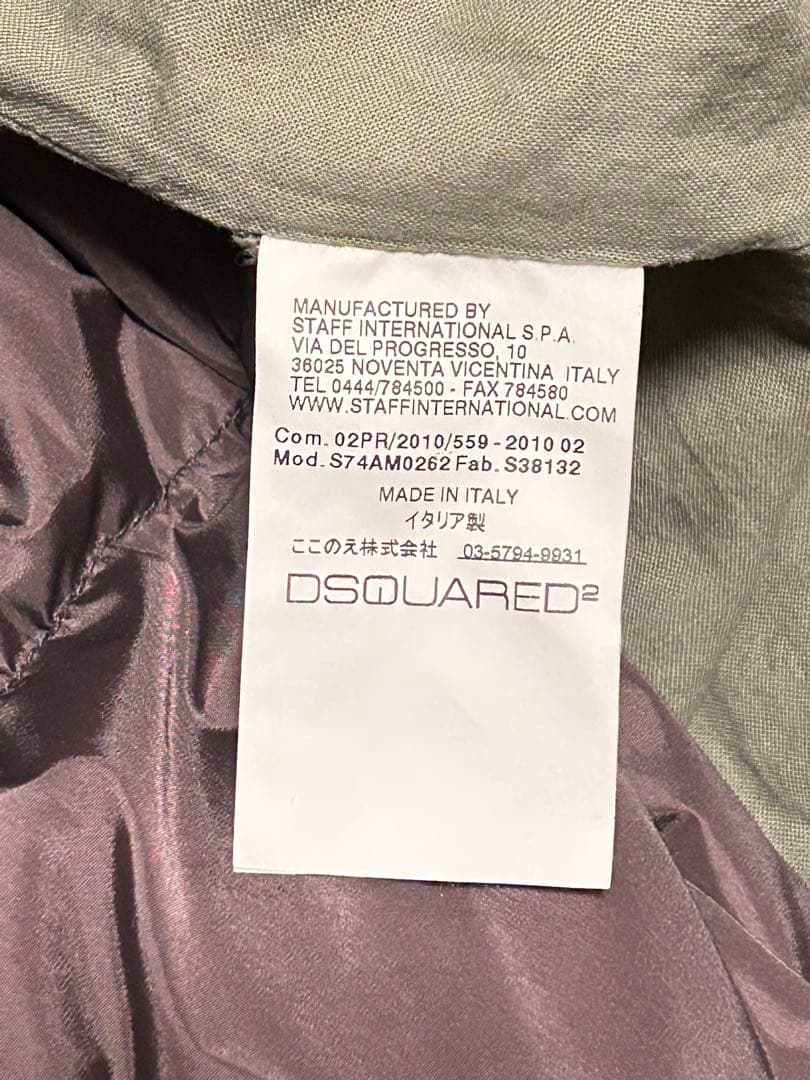 MANUFACTURED BY
STAFF INTERNATIONAL S.P.A.
VIA DEL PROGRESSO, 10
36025 NOVENTA VICENTINA ITALY
TEL 0444/784500 - FAX 784580
WWW.STAFFINTERNATIONAL.COM
Com. 02PR/2010/559 - 2010 02
Mod. S74AM0262 Fab. S38132
MADE IN ITALY
イタリア製
ここのえ株式会社 03-5794-9931
DSQUARED2